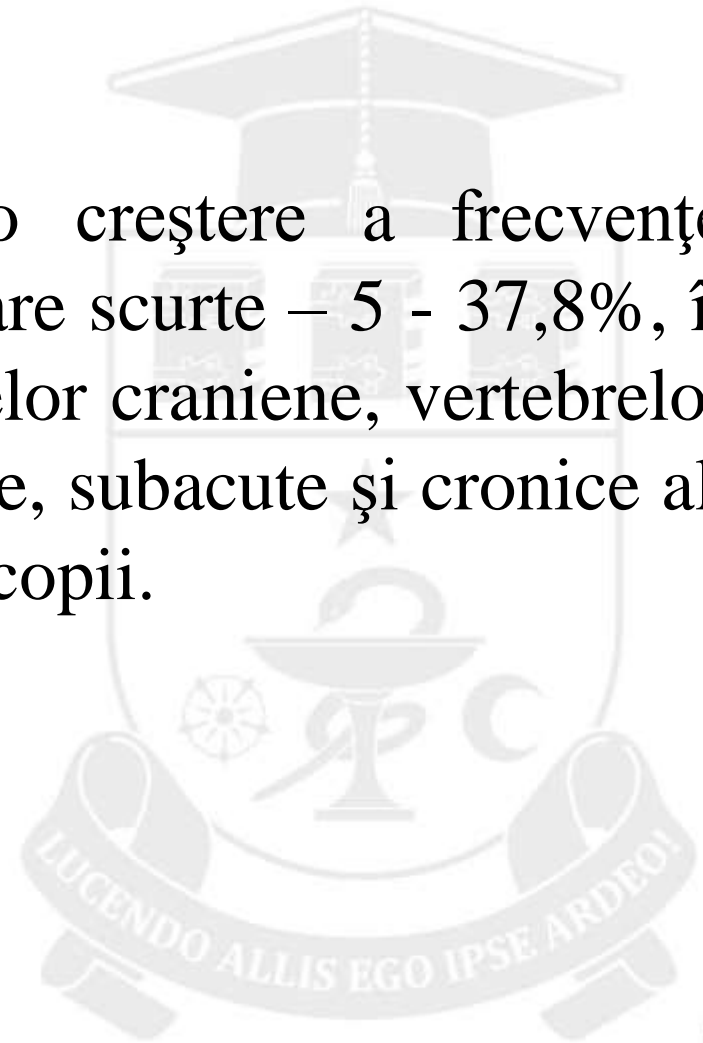 o creştere a frecvenţe
are scurte – 5 - 37,8%, î
elor craniene, vertebrelo
e, subacute şi cronice al
copii.
LUCENDO ALLIS EGO IPSE ARDEO!